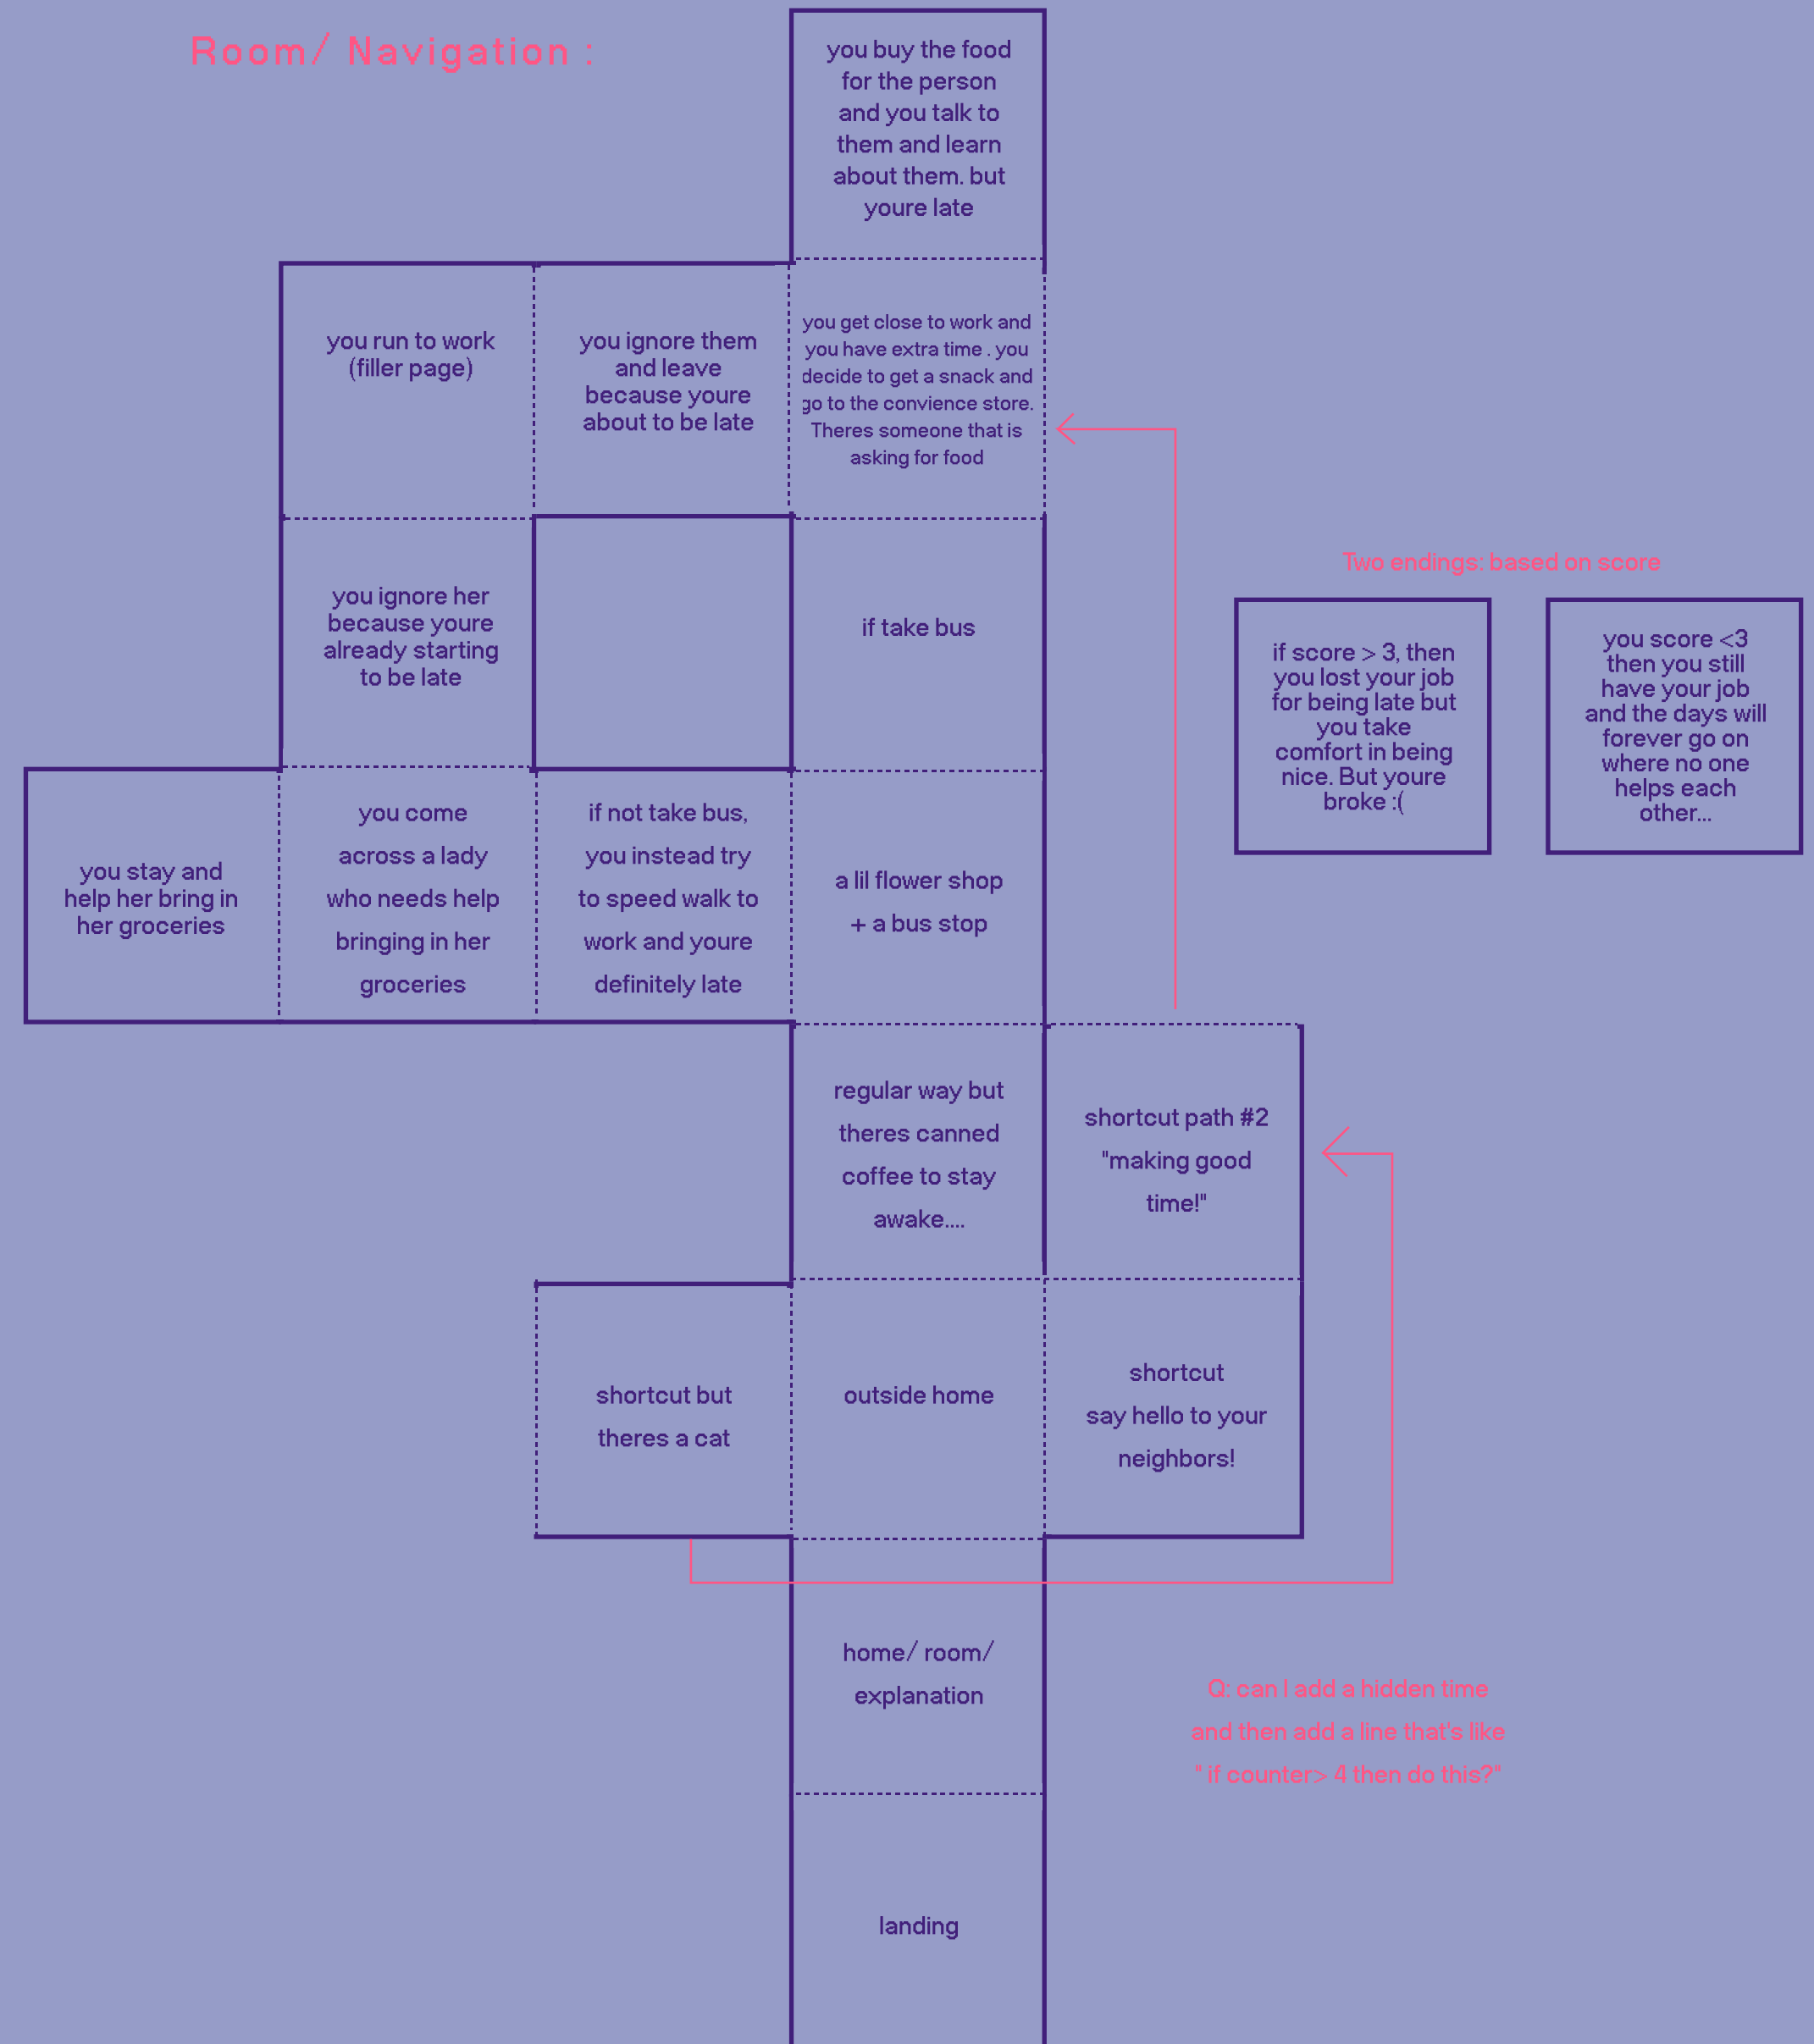 Room/ Navigation :
you buy the food
for the person
and you talk to
them and learn
about them. but
youre late
you run to work
(filler page)
you ignore them
and leave
because youre
about to be late
you get close to work and
you have extra time . you
decide to get a snack and
go to the convience store.
Theres someone that is
asking for food
you ignore her
because youre
already starting
to be late
if take bus
Two endings: based on score
if score > 3, then
you lost your job
for being late but
you take
comfort in being
nice. But youre
broke :(
you score <3
then you still
have your job
and the days will
forever go on
where no one
helps each
other...
you stay and
help her bring in
her groceries
you come
across a lady
who needs help
bringing in her
groceries
if not take bus,
you instead try
to speed walk to
work and youre
definitely late
a lil flower shop
+ a bus stop
regular way but
theres canned
coffee to stay
awake....
shortcut path #2
"making good
time!"
shortcut but
theres a cat
outside home
shortcut
say hello to your
neighbors!
home/ room/
explanation
Q: can I add a hidden time
and then add a line that's like
" if counter> 4 then do this?"
landing